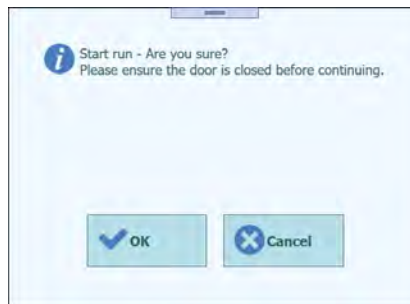 Start run - Are you sure?
Please ensure the door is closed before continuing.
OK
Cancel